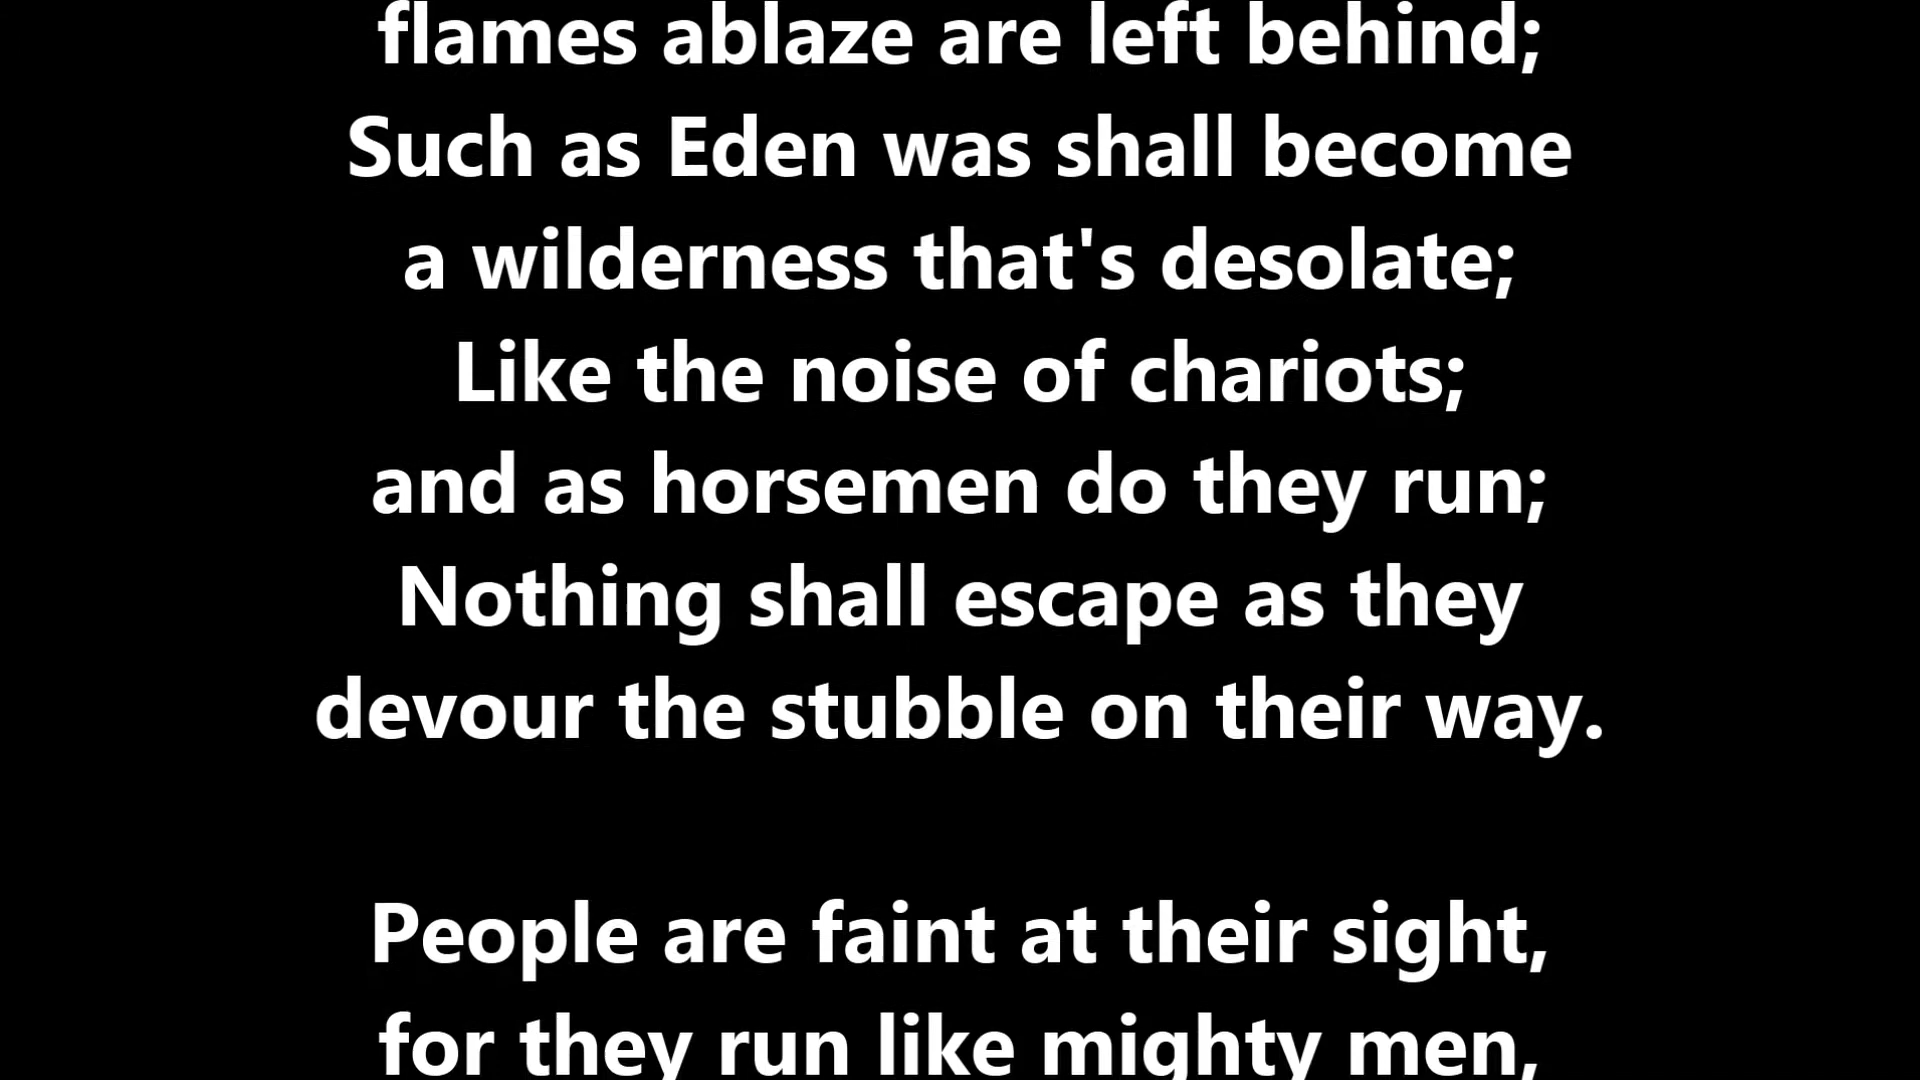 flames ablaze are left behind;
Such as Eden was shall become
a wilderness that's desolate;
Like the noise of chariots;
and as horsemen do they run;
Nothing shall escape as they
devour the stubble on their way.
People are faint at their sight,
for they run like mighty men,